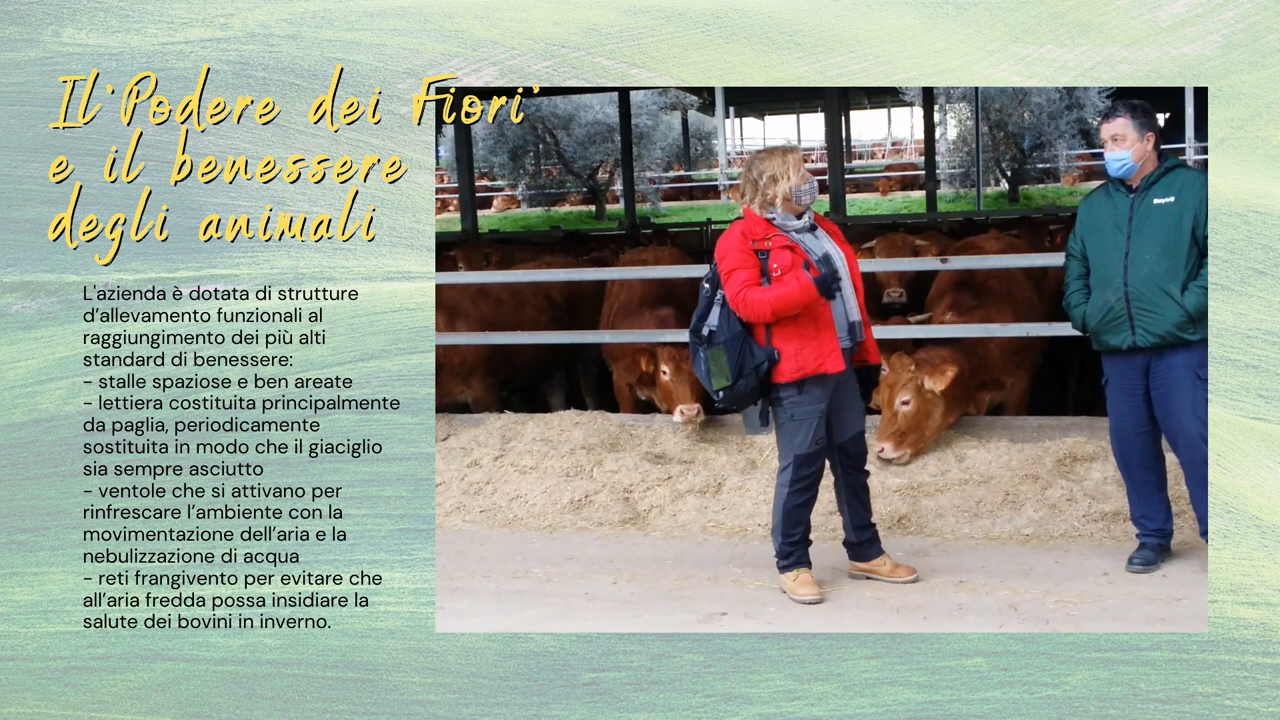 Il 'Podere dei Fiori'
e il benessere
degli animali
L'azienda è dotata di strutture
d’allevamento funzionali al
raggiungimento dei più alti
standard di benessere:
- stalle spaziose e ben areate
- lettiera costituita principalmente
da paglia, periodicamente
sostituita in modo che il giaciglio
sia sempre asciutto
- ventole che si attivano per
rinfrescare l’ambiente con la
movimentazione dell’aria e la
nebulizzazione di acqua
- reti frangivento per evitare che
all’aria fredda possa insidiare la
salute dei bovini in inverno.